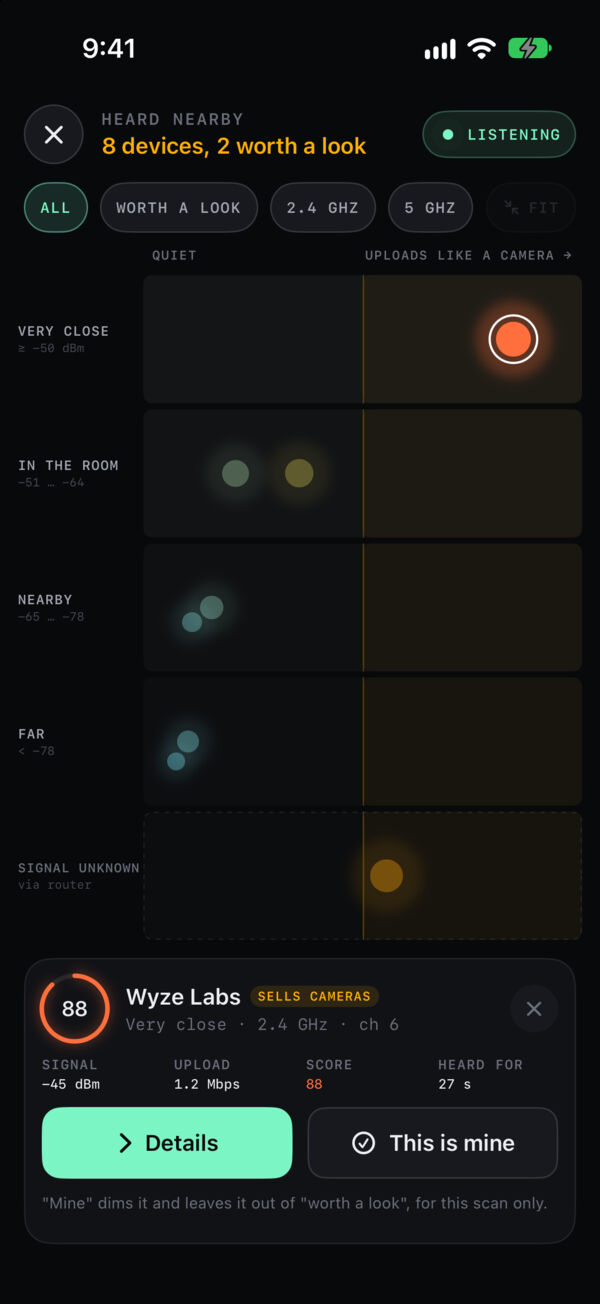 9:41
HEARD NEARBY
8 devices, 2 worth a look
LISTENING
ALL
WORTH A LOOK
2.4 GHZ
5 GHZ
FIT
QUIET
UPLOADS LIKE A CAMERA →
VERY CLOSE
≥ −50 dBm
IN THE ROOM
−51 … −64
NEARBY
−65 … −78
FAR
< −78
SIGNAL UNKNOWN
via router
88
Wyze Labs
SELLS CAMERAS
Very close · 2.4 GHz · ch 6
SIGNAL
UPLOAD
SCORE
HEARD FOR
−45 dBm
1.2 Mbps
88
27 s
Details
This is mine
"Mine" dims it and leaves it out of "worth a look", for this scan only.